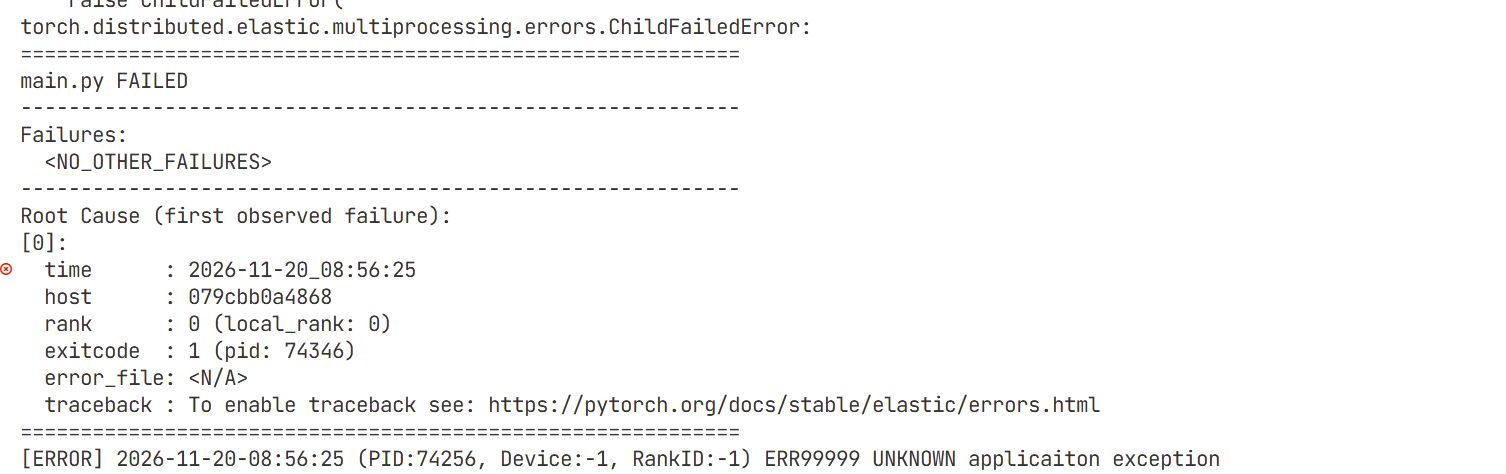 torch.distributed.elastic.multiprocessing.errors.ChildFailedError:
============================================================
main.py FAILED
------------------------------------------------------------
Failures:
  <NO_OTHER_FAILURES>
------------------------------------------------------------
Root Cause (first observed failure):
[0]:
  time      : 2026-11-20_08:56:25
  host      : 079cbb0a4868
  rank      : 0 (local_rank: 0)
  exitcode  : 1 (pid: 74346)
  error_file: <N/A>
  traceback : To enable traceback see: https://pytorch.org/docs/stable/elastic/errors.html
============================================================
[ERROR] 2026-11-20-08:56:25 (PID:74256, Device:-1, RankID:-1) ERR99999 UNKNOWN applicaiton exception